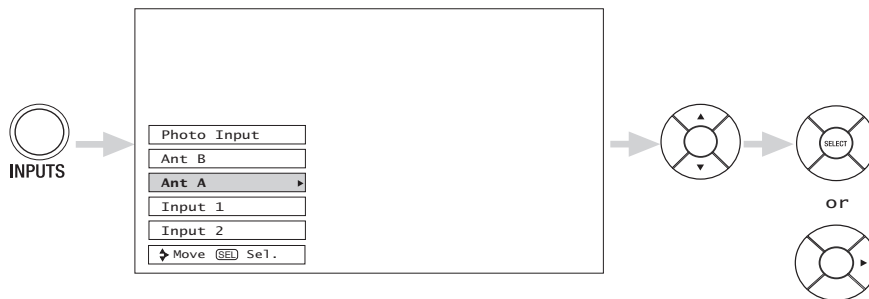 INPUTS
Photo Input
Ant B
Ant A
Input 1
Input 2
Move SEL Sel.
SELECT
or